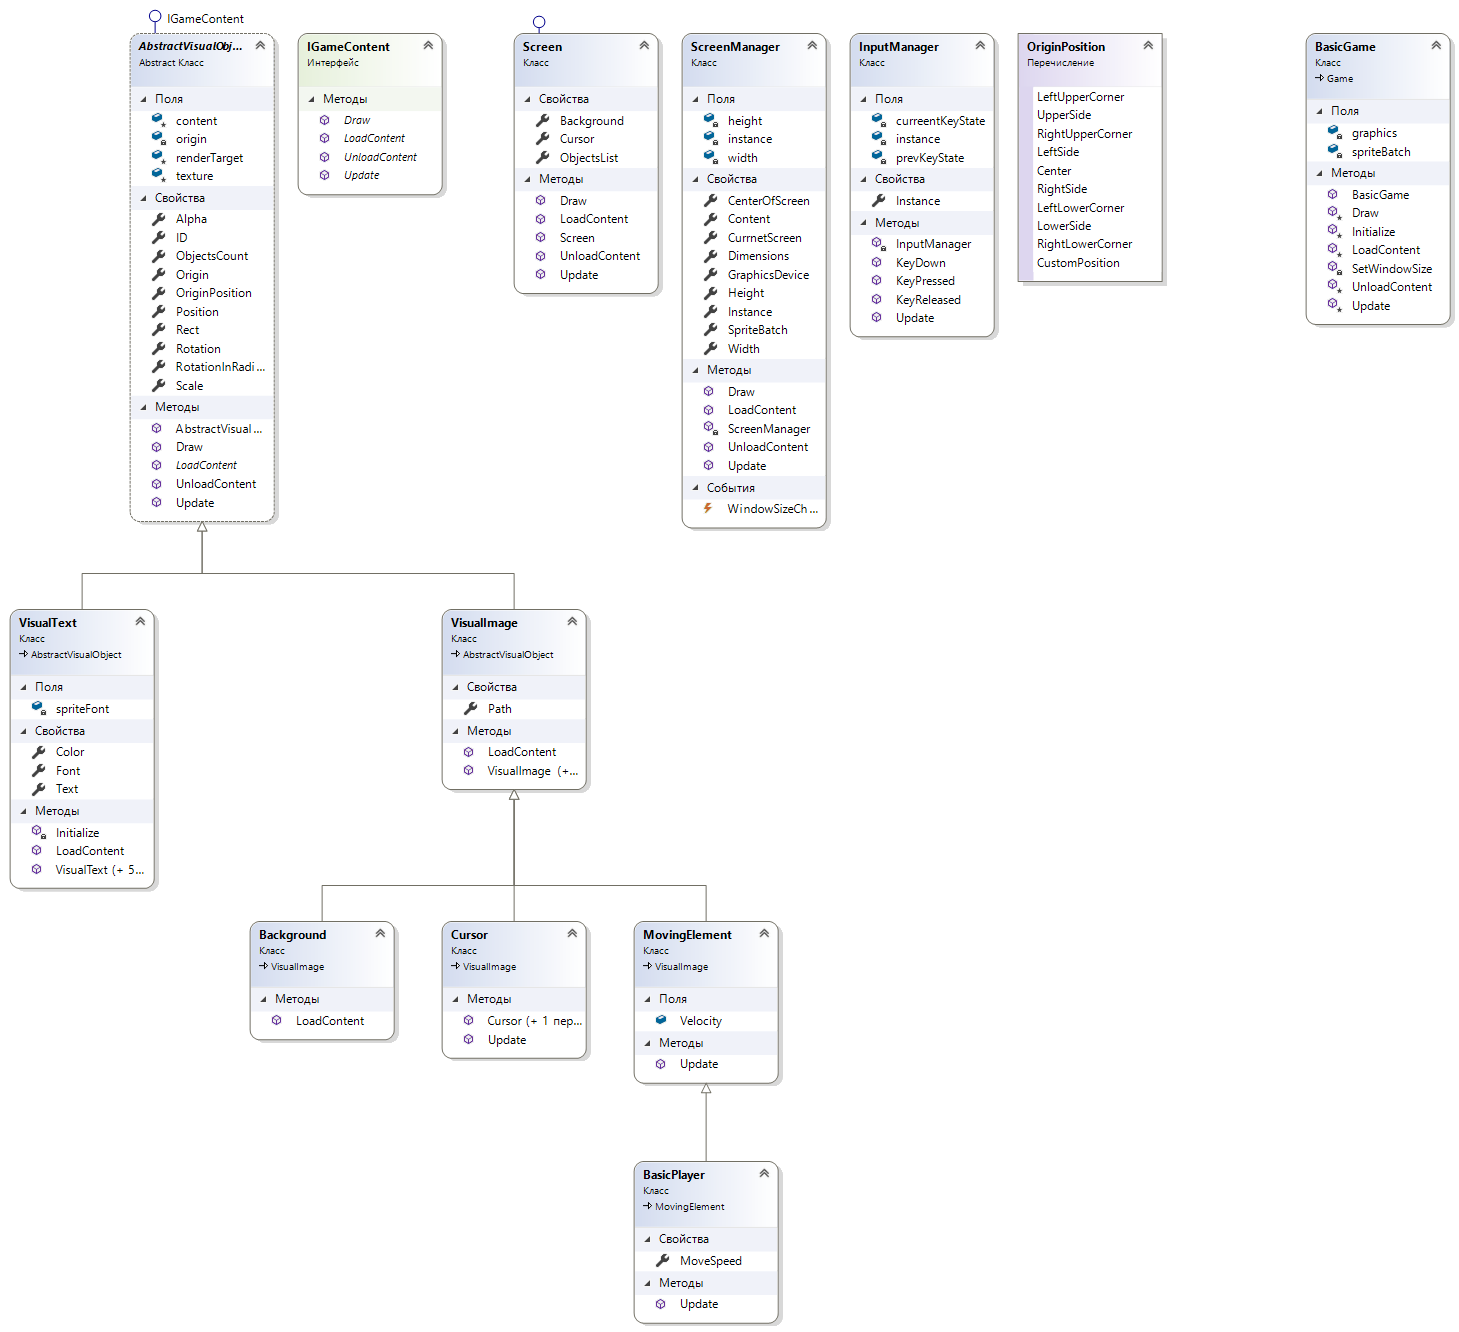 IGameContent
AbstractVisualObj...
Abstract Класс
Поля
content
origin
renderTarget
texture
Свойства
Alpha
ID
ObjectsCount
Origin
OriginPosition
Position
Rect
Rotation
RotationInRadi...
Scale
Методы
AbstractVisual...
Draw
LoadContent
UnloadContent
Update
IGameContent
Интерфейс
Методы
Draw
LoadContent
UnloadContent
Update
Screen
Класс
Свойства
Background
Cursor
ObjectsList
Методы
Draw
LoadContent
Screen
UnloadContent
Update
ScreenManager
Класс
Поля
height
instance
width
Свойства
CenterOfScreen
Content
CurrnetScreen
Dimensions
GraphicsDevice
Height
Instance
SpriteBatch
Width
Методы
Draw
LoadContent
ScreenManager
UnloadContent
Update
События
WindowSizeCh...
InputManager
Класс
Поля
curreentKeyState
instance
prevKeyState
Свойства
Instance
Методы
InputManager
KeyDown
KeyPressed
KeyReleased
Update
OriginPosition
Перечисление
LeftUpperCorner
UpperSide
RightUpperCorner
LeftSide
Center
RightSide
LeftLowerCorner
LowerSide
RightLowerCorner
CustomPosition
BasicGame
Класс
Game
Поля
graphics
spriteBatch
Методы
BasicGame
Draw
Initialize
LoadContent
SetWindowSize
UnloadContent
Update
VisualText
Класс
AbstractVisualObject
Поля
spriteFont
Свойства
Color
Font
Text
Методы
Initialize
LoadContent
VisualText (+ 5...
VisualImage
Класс
AbstractVisualObject
Свойства
Path
Методы
LoadContent
VisualImage (+...
Background
Класс
VisualImage
Методы
LoadContent
Cursor
Класс
VisualImage
Методы
Cursor (+ 1 пер...
Update
MovingElement
Класс
VisualImage
Поля
Velocity
Методы
Update
BasicPlayer
Класс
MovingElement
Свойства
MoveSpeed
Методы
Update